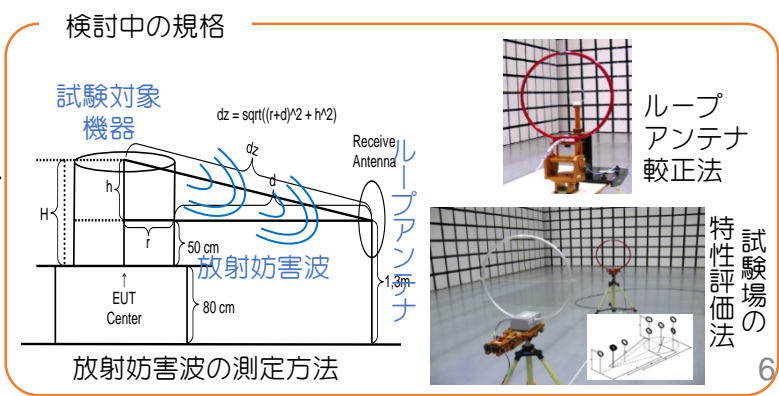 検討中の規格
試験対象
機器
dz = sqrt((r+d)^2 + h^2)
dz
Receive
Antenna
ループアンテナ
d
h
H
r
50 cm
放射妨害波
1,3m
EUT
Center
80 cm
放射妨害波の測定方法
ループ
アンテナ
較正法
試験場の
特性評価法
6